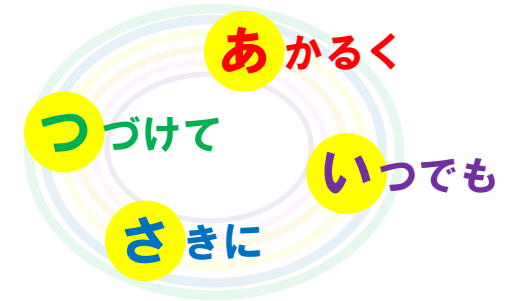 あかるく
いつでも
さきに
つづけて